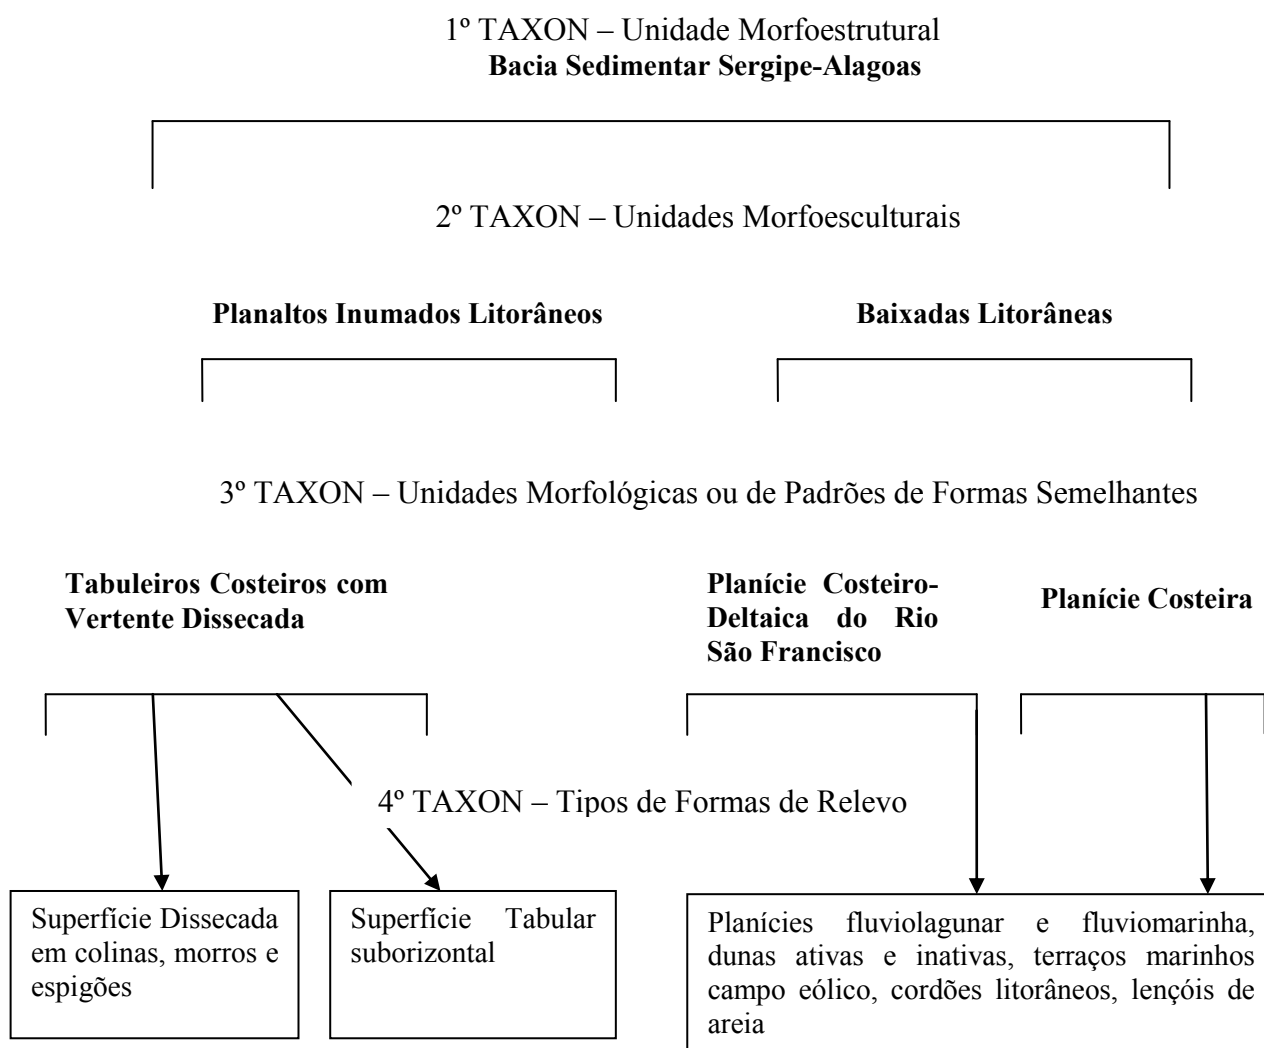 1º TAXON – Unidade Morfoestrutural
Bacia Sedimentar Sergipe-Alagoas
2º TAXON – Unidades Morfoesculturais
Planaltos Inumados Litorâneos
Baixadas Litorâneas
3º TAXON – Unidades Morfológicas ou de Padrões de Formas Semelhantes
Tabuleiros Costeiros com
Vertente Dissecada
Planície Costeiro-
Deltaica do Rio
São Francisco
Planície Costeira
4º TAXON – Tipos de Formas de Relevo
Superfície Dissecada
em colinas, morros e
espigões
Superfície Tabular
suborizontal
Planícies fluviolagunar e fluviomarinha,
dunas ativas e inativas, terraços marinhos
campo eólico, cordões litorâneos, lençóis de
areia